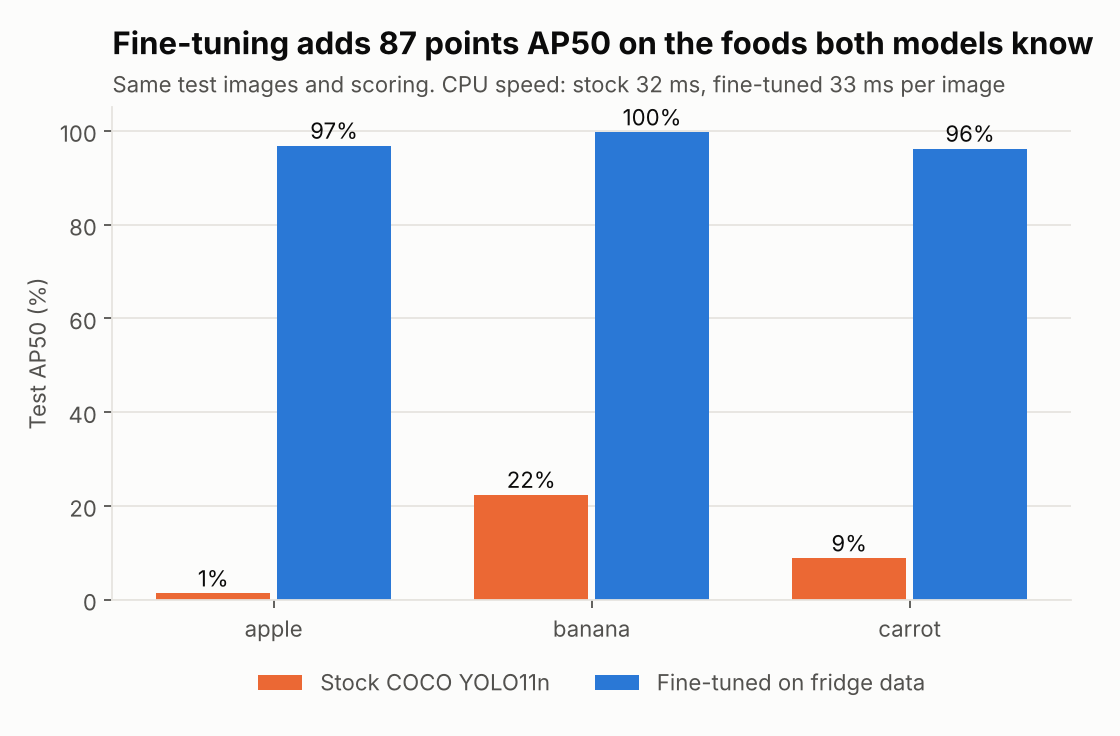 Fine-tuning adds 87 points AP50 on the foods both models know
Same test images and scoring. CPU speed: stock 32 ms, fine-tuned 33 ms per image
Test AP50 (%)
100
80
60
40
20
0
1%
97%
22%
100%
9%
96%
apple
banana
carrot
Stock COCO YOLO11n
Fine-tuned on fridge data